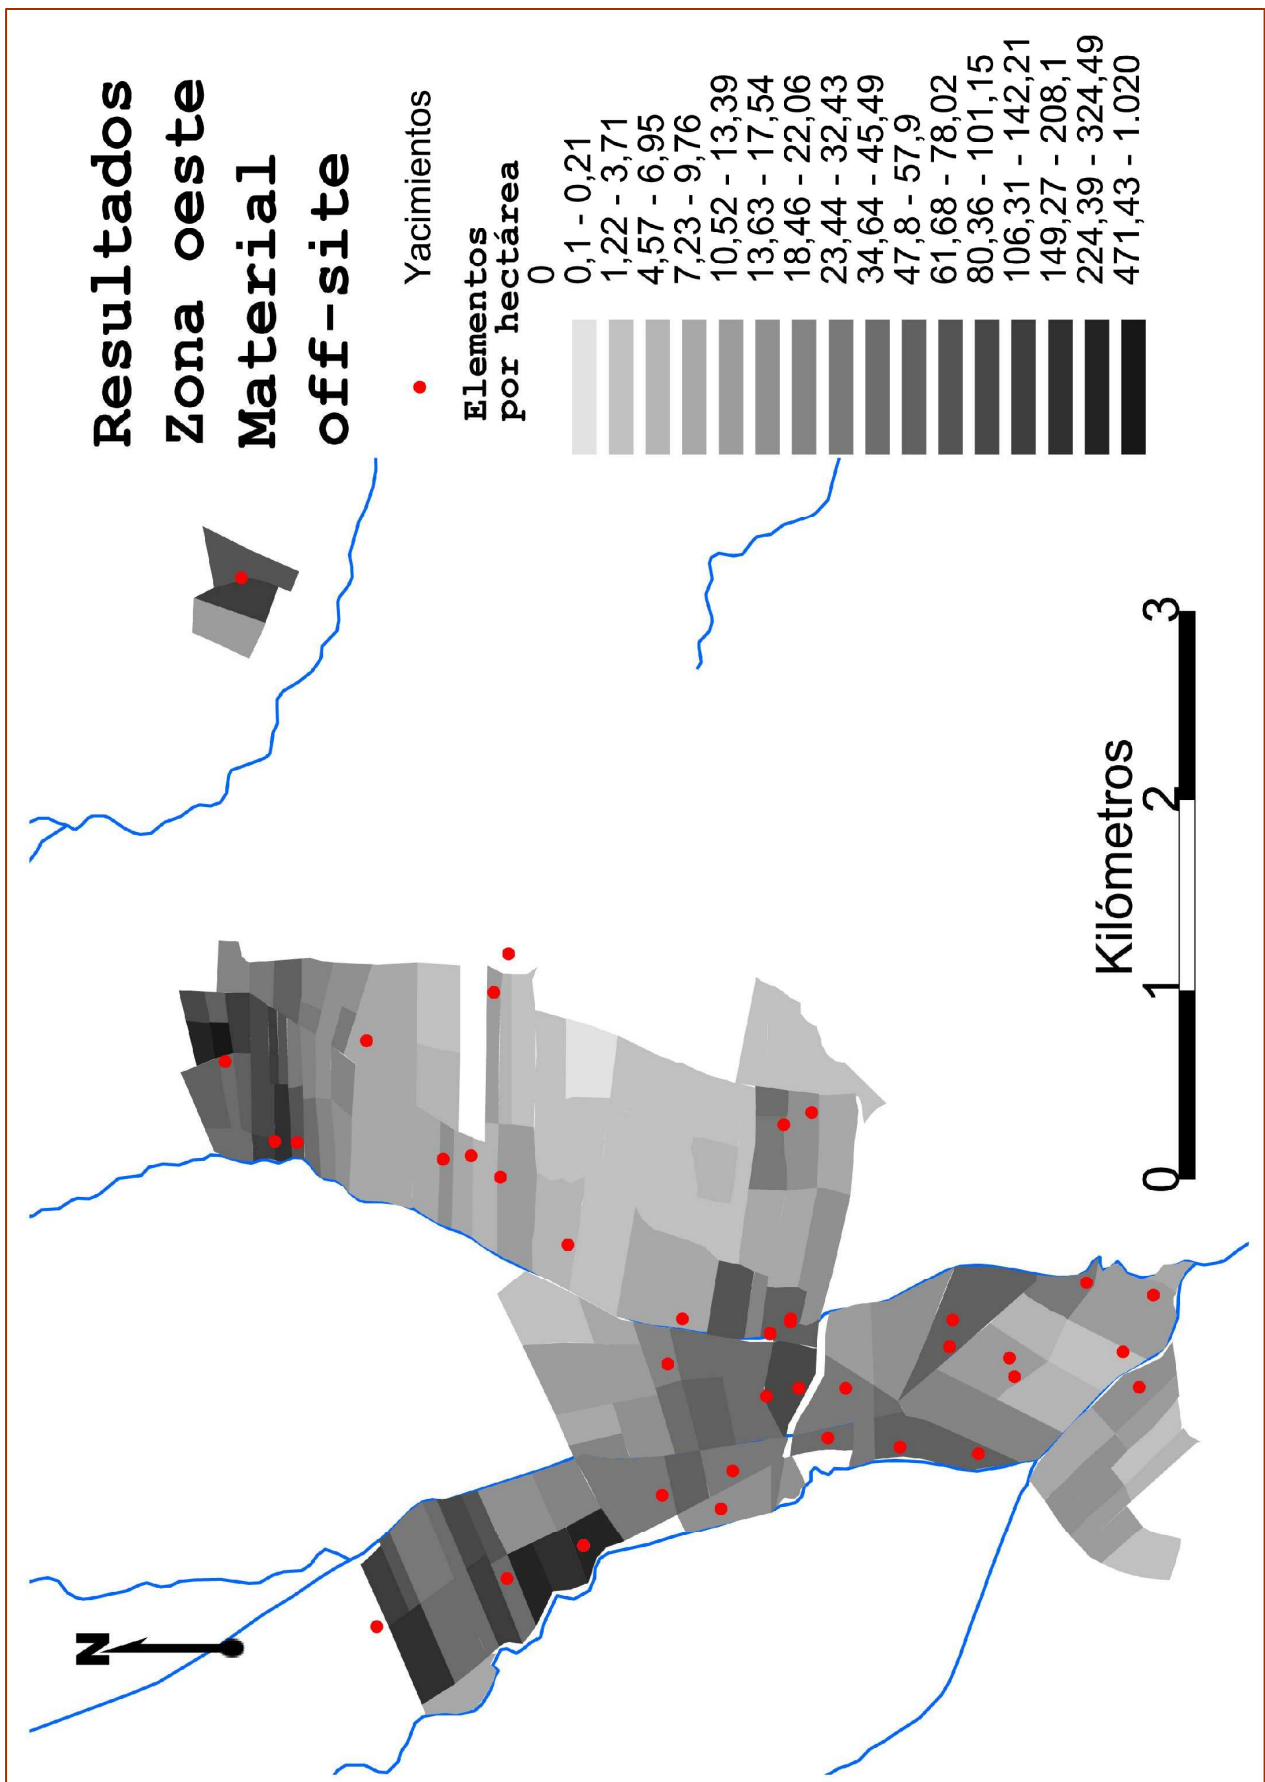 Resultados
Zona oeste
Material
off-site
Yacimientos
Elementos
por hectárea
0
0,1 - 0,21
1,22 - 3,71
4,57 - 6,95
7,23 - 9,76
10,52 - 13,39
13,63 - 17,54
18,46 - 22,06
23,44 - 32,43
34,64 - 45,49
47,8 - 57,9
61,68 - 78,02
80,36 - 101,15
106,31 - 142,21
149,27 - 208,1
224,39 - 324,49
471,43 - 1.020
N
Kilómetros
0 1 2 3